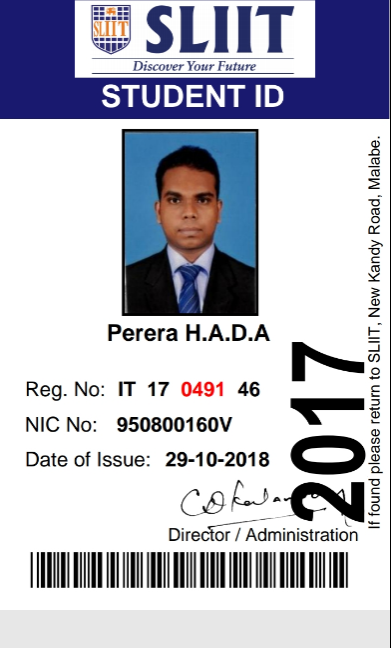 SLIIT
SLIIT
Discover Your Future
STUDENT ID
Perera H.A.D.A
Reg. No: IT 17 0491 46
NIC No: 950800160V
Date of Issue: 29-10-2018
Director / Administration
2017
If found please return to SLIIT, New Kandy Road, Malabe.